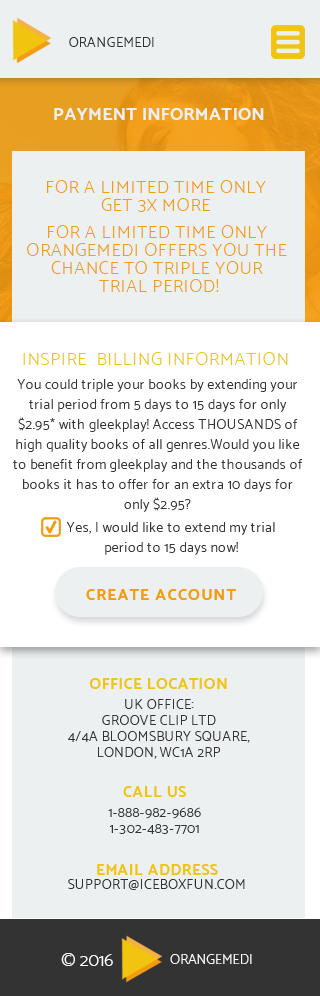 ORANGEMEDI
PAYMENT INFORMATION
FOR A LIMITED TIME ONLY
GET 3X MORE
FOR A LIMITED TIME ONLY
ORANGEMEDI OFFERS YOU THE
CHANCE TO TRIPLE YOUR
TRIAL PERIOD!
INSPIRE BILLING INFORMATION
You could triple your books by extending your
trial period from 5 days to 15 days for only
$2.95* with gleekplay! Access THOUSANDS of
high quality books of all genres.Would you like
to benefit from gleekplay and the thousands of
books it has to offer for an extra 10 days for
only $2.95?
Yes, I would like to extend my trial
period to 15 days now!
CREATE ACCOUNT
OFFICE LOCATION
UK OFFICE:
GROOVE CLIP LTD
4/4A BLOOMSBURY SQUARE,
LONDON, WC1A 2RP
CALL US
1-888-982-9686
1-302-483-7701
EMAIL ADDRESS
SUPPORT@ICEBOXFUN.COM
© 2016 ORANGEMEDI